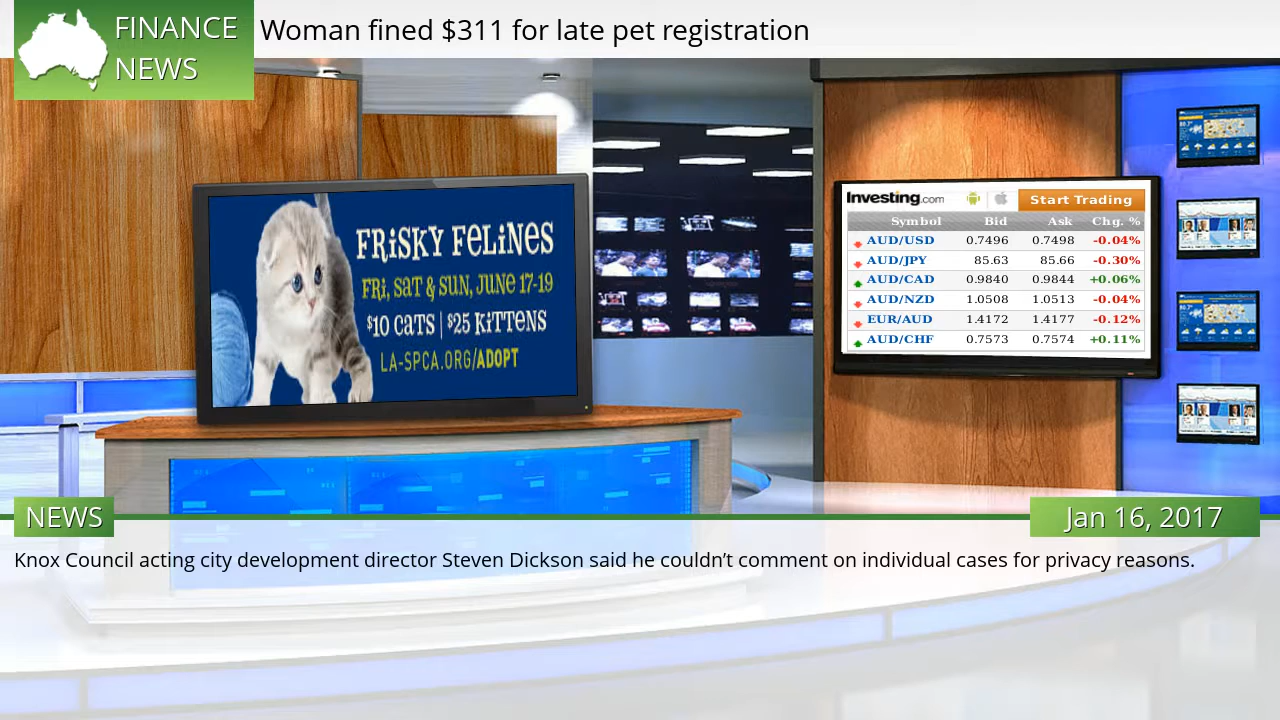 FINANCE
NEWS
Woman fined $311 for late pet registration
FRiSKY FELiNES
FRi, SAT & SUN, JUNE 17-19
$10 CATS | $25 KiTTENS
LA-SPCA.ORG/ADOPT
Investing.com Start Trading
Symbol Bid Ask Chg. %
AUD/USD 0.7496 0.7498 -0.04%
AUD/JPY 85.63 85.66 -0.30%
AUD/CAD 0.9840 0.9844 +0.06%
AUD/NZD 1.0508 1.0513 -0.04%
EUR/AUD 1.4172 1.4177 -0.12%
AUD/CHF 0.7573 0.7574 +0.11%
NEWS
Jan 16, 2017
Knox Council acting city development director Steven Dickson said he couldn’t comment on individual cases for privacy reasons.